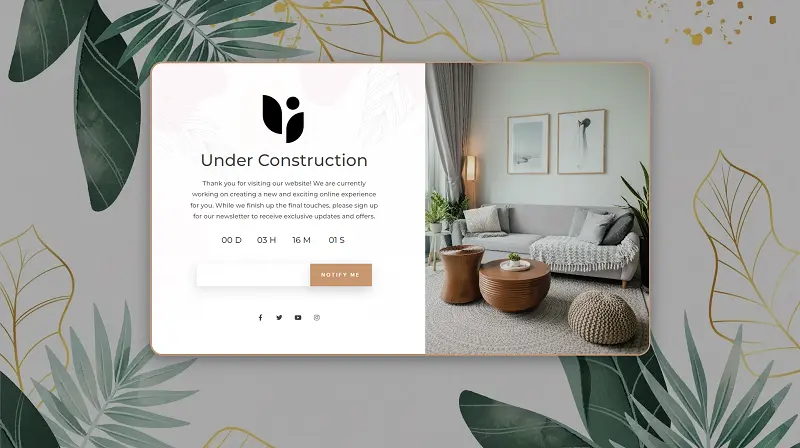 Under Construction
Thank you for visiting our website! We are currently
working on creating a new and exciting online experience
for you. While we finish up the final touches, please sign up
for our newsletter to receive exclusive updates and offers.
00 D 03 H 16 M 01 S
NOTIFY ME